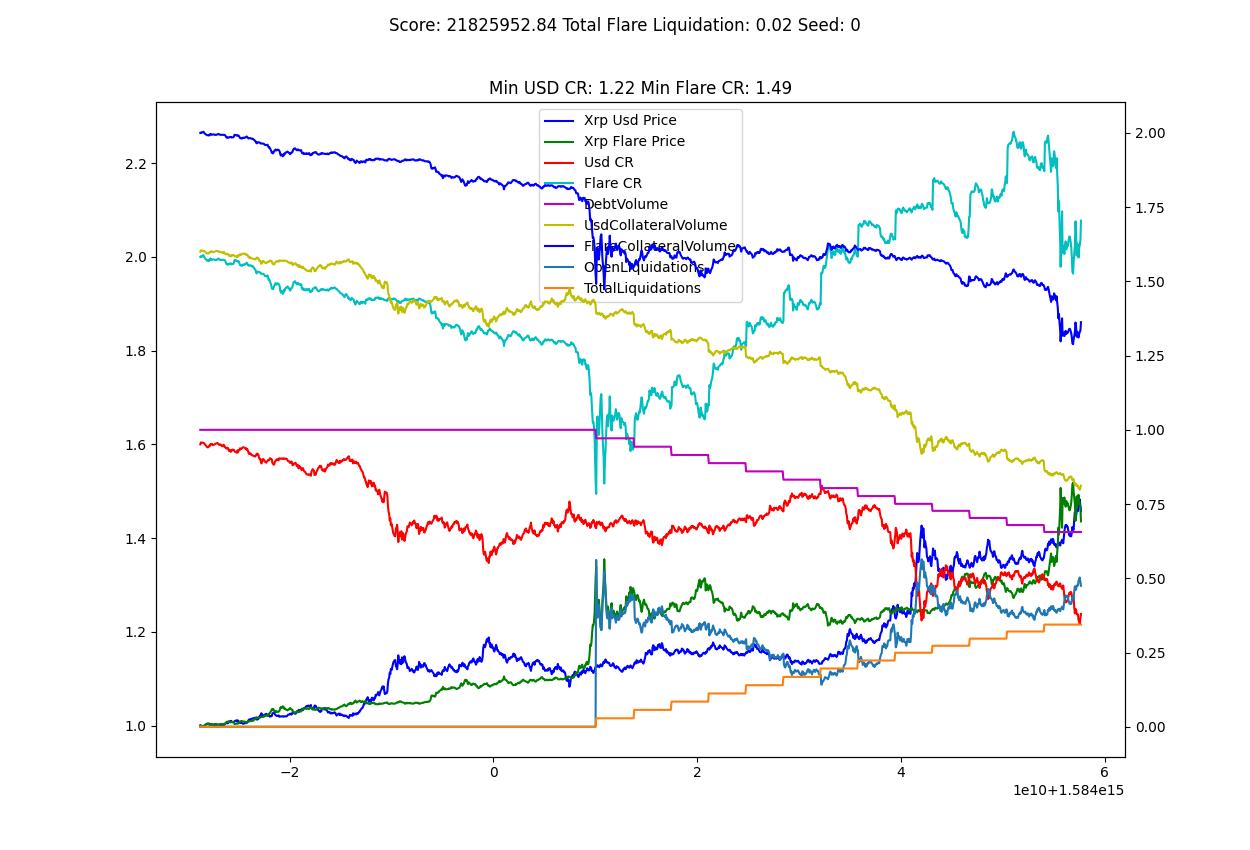 Score: 21825952.84 Total Flare Liquidation: 0.02 Seed: 0
Min USD CR: 1.22 Min Flare CR: 1.49
Xrp Usd Price
Xrp Flare Price
Usd CR
Flare CR
DebtVolume
UsdCollateralVolume
FlareCollateralVolume
OpenLiquidations
TotalLiquidations
2.2
2.0
1.8
1.6
1.4
1.2
1.0
2.00
1.75
1.50
1.25
1.00
0.75
0.50
0.25
0.00
−2 0 2 4 6
1e10+1.584e15